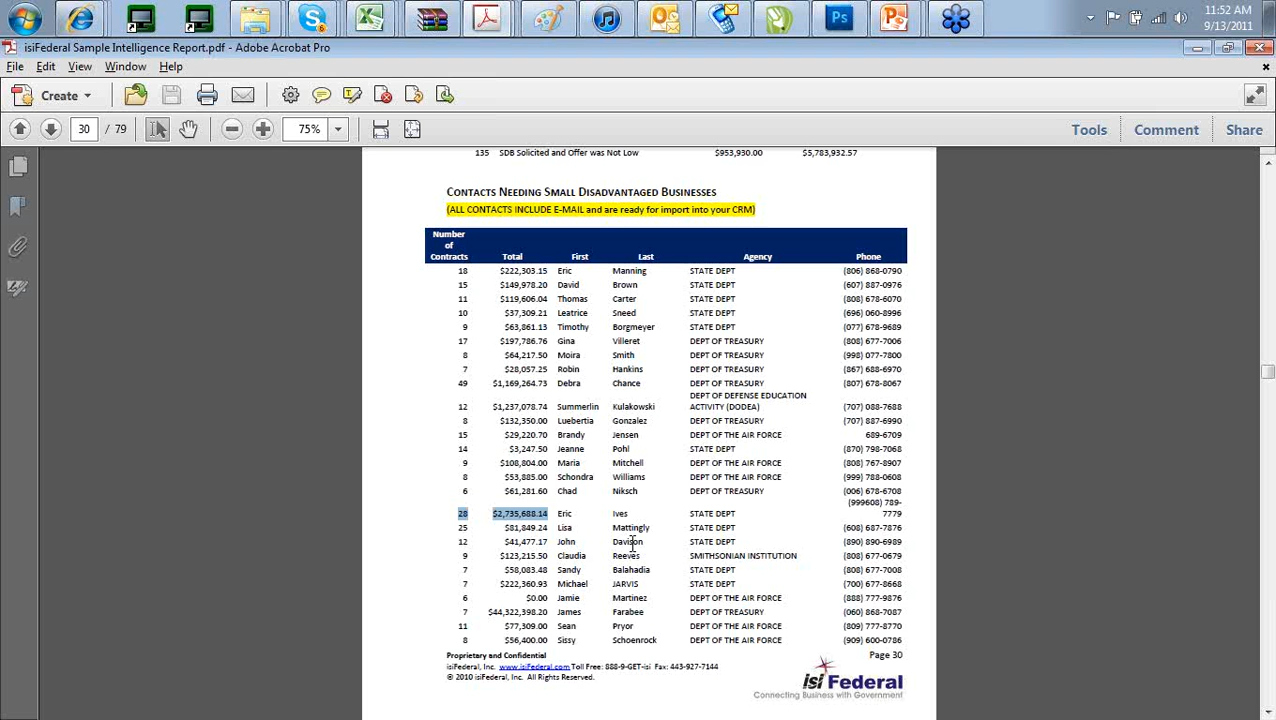 11:52 AM
9/13/2011
isiFederal Sample Intelligence Report.pdf - Adobe Acrobat Pro
File Edit View Window Help
Create
30 / 79 75% Tools Comment Share
135 SDB Solicited and Offer was Not Low $953,930.00 $5,783,932.57
CONTACTS NEEDING SMALL DISADVANTAGED BUSINESSES
(ALL CONTACTS INCLUDE E-MAIL and are ready for import into your CRM)
Number
of
Contracts Total First Last Agency Phone
18 $222,303.15 Eric Manning STATE DEPT (806) 868-0790
15 $149,978.20 David Brown STATE DEPT (607) 887-0976
11 $119,606.04 Thomas Carter STATE DEPT (808) 678-6070
10 $37,309.21 Leatrice Sneed STATE DEPT (696) 060-8996
9 $63,861.13 Timothy Borgmeyer STATE DEPT (077) 678-9689
17 $197,786.76 Gina Villeret DEPT OF TREASURY (808) 677-7006
8 $64,217.50 Moira Smith DEPT OF TREASURY (998) 077-7800
7 $28,057.25 Robin Hankins DEPT OF TREASURY (867) 688-6970
49 $1,169,264.73 Debra Chance DEPT OF TREASURY (807) 678-8067
DEPT OF DEFENSE EDUCATION
12 $1,237,078.74 Summerlin Kulakowski ACTIVITY (DODEA) (707) 088-7688
8 $132,350.00 Luebertia Gonzalez DEPT OF TREASURY (707) 887-6990
15 $29,220.70 Brandy Jensen DEPT OF THE AIR FORCE 689-6709
14 $3,247.50 Jeanne Pohl STATE DEPT (870) 798-7068
9 $108,804.00 Maria Mitchell DEPT OF THE AIR FORCE (808) 767-8907
8 $53,885.00 Schondra Williams DEPT OF THE AIR FORCE (999) 788-0608
6 $61,281.60 Chad Niksch DEPT OF TREASURY (006) 678-6708
(999608) 789-
28 $2,735,688.14 Eric Ives STATE DEPT 7779
25 $81,849.24 Lisa Mattingly STATE DEPT (608) 687-7876
12 $41,477.17 John Davison STATE DEPT (890) 890-6989
9 $123,215.50 Claudia Reeves SMITHSONIAN INSTITUTION (808) 677-0679
7 $58,083.48 Sandy Balahadia STATE DEPT (808) 677-7008
7 $222,360.93 Michael JARVIS STATE DEPT (700) 677-8668
6 $0.00 Jamie Martinez DEPT OF THE AIR FORCE (888) 777-9876
7 $44,322,398.20 James Farabee DEPT OF TREASURY (060) 868-7087
11 $77,309.00 Sean Pryor DEPT OF THE AIR FORCE (809) 777-8770
8 $56,400.00 Sissy Schoenrock DEPT OF THE AIR FORCE (909) 600-0786
Proprietary and Confidential Page 30
isiFederal, Inc. www.isiFederal.com Toll Free: 888-9-GET-isi Fax: 443-927-7144
© 2010 isiFederal, Inc. All Rights Reserved.
isi Federal
Connecting Business with Government